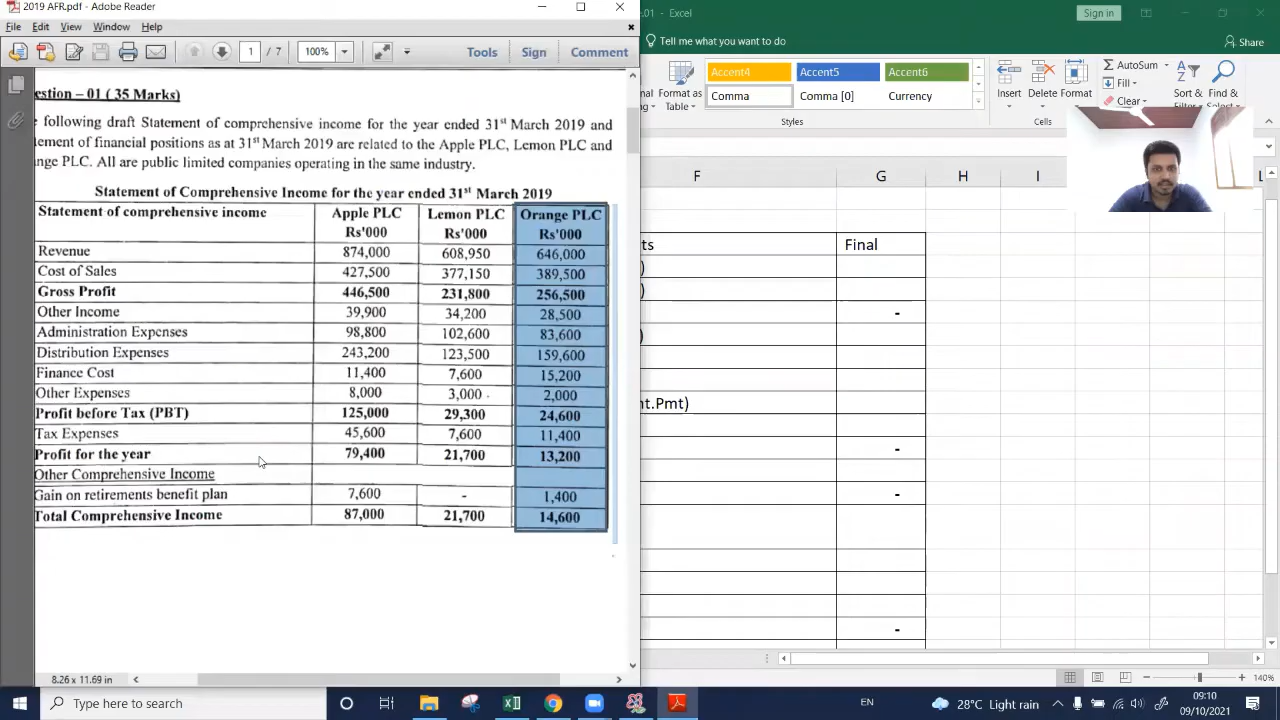 2019 AFR.pdf - Adobe Reader
File Edit View Window Help
1 / 7 100% Tools Sign Comment
estion – 01 ( 35 Marks)
following draft Statement of comprehensive income for the year ended 31st March 2019 and
tement of financial positions as at 31st March 2019 are related to the Apple PLC, Lemon PLC and
nge PLC. All are public limited companies operating in the same industry.
Statement of Comprehensive Income for the year ended 31st March 2019
Statement of comprehensive income Apple PLC Lemon PLC Orange PLC
Rs'000 Rs'000 Rs'000
Revenue 874,000 608,950 646,000
Cost of Sales 427,500 377,150 389,500
Gross Profit 446,500 231,800 256,500
Other Income 39,900 34,200 28,500
Administration Expenses 98,800 102,600 83,600
Distribution Expenses 243,200 123,500 159,600
Finance Cost 11,400 7,600 15,200
Other Expenses 8,000 3,000 2,000
Profit before Tax (PBT) 125,000 29,300 24,600
Tax Expenses 45,600 7,600 11,400
Profit for the year 79,400 21,700 13,200
Other Comprehensive Income
Gain on retirements benefit plan 7,600 - 1,400
Total Comprehensive Income 87,000 21,700 14,600
8.26 x 11.69 in
.01 - Excel Sign in
Tell me what you want to do Share
Format as Table
Accent4 Accent5 Accent6
Comma Comma [0] Currency
Styles
Insert Delete Format
Cells
AutoSum
Fill
Clear
Sort & Find &
F G H I L
ts Final
)
)
-
)
nt.Pmt)
-
-
-
140%
Type here to search
EN
28°C Light rain
09:10
09/10/2021